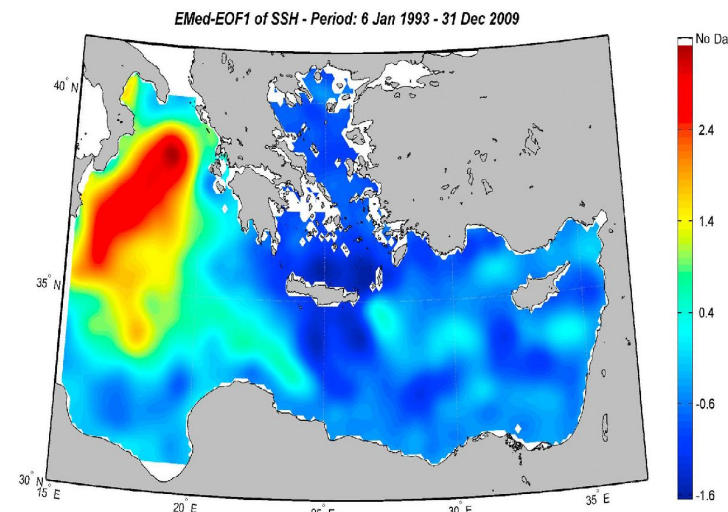 EMed-EOF1 of SSH - Period: 6 Jan 1993 - 31 Dec 2009
No Da
40° N
2.4
1.4
35° N
0.4
-0.6
30° N
15° E
20° E
25° E
30° E
35° E
-1.6